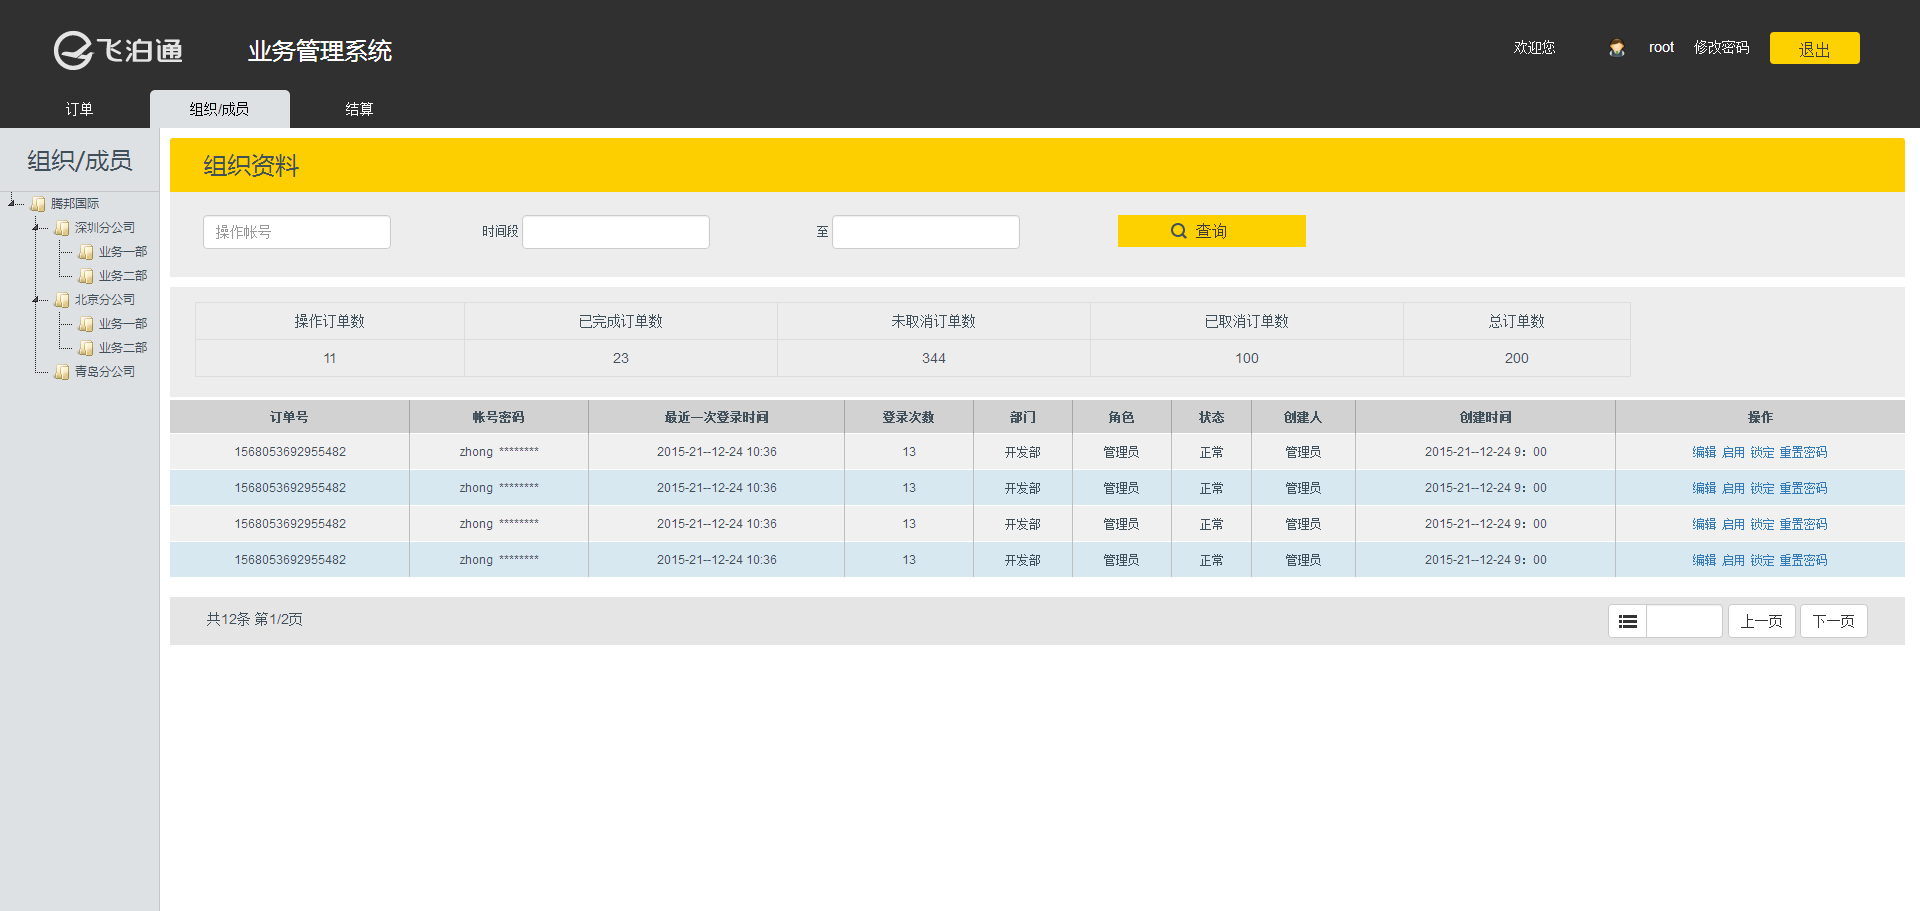 飞泊通 业务管理系统 欢迎您 root 修改密码 退出
订单 组织/成员 结算
组织/成员
腾邦国际
深圳分公司
业务一部
业务二部
北京分公司
业务一部
业务二部
青岛分公司
组织资料
操作帐号 时间段 至 查询
操作订单数 已完成订单数 未取消订单数 已取消订单数 总订单数
11 23 344 100 200
订单号 帐号密码 最近一次登录时间 登录次数 部门 角色 状态 创建人 创建时间 操作
1568053692955482 zhong ******** 2015-21--12-24 10:36 13 开发部 管理员 正常 管理员 2015-21--12-24 9：00 编辑 启用 锁定 重置密码
1568053692955482 zhong ******** 2015-21--12-24 10:36 13 开发部 管理员 正常 管理员 2015-21--12-24 9：00 编辑 启用 锁定 重置密码
1568053692955482 zhong ******** 2015-21--12-24 10:36 13 开发部 管理员 正常 管理员 2015-21--12-24 9：00 编辑 启用 锁定 重置密码
1568053692955482 zhong ******** 2015-21--12-24 10:36 13 开发部 管理员 正常 管理员 2015-21--12-24 9：00 编辑 启用 锁定 重置密码
共12条 第1/2页 上一页 下一页